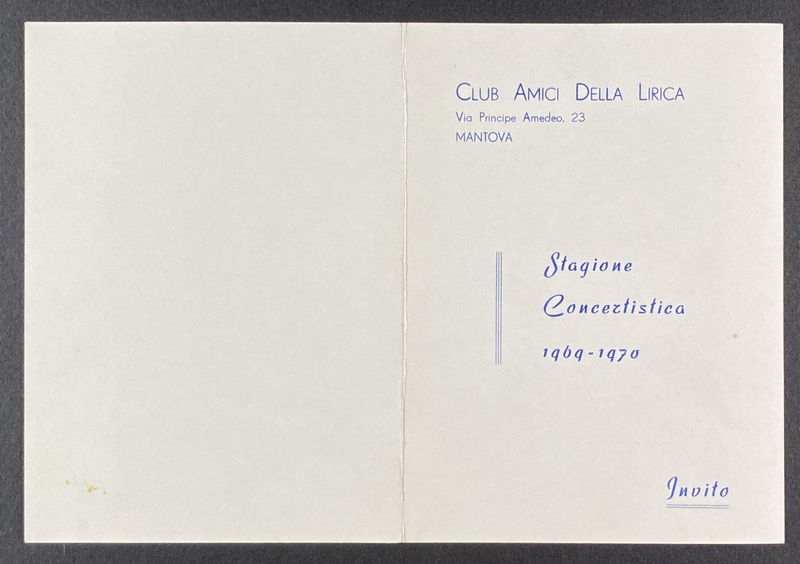 Club Amici Della Lirica
Via Principe Amedeo, 23
MANTOVA
Stagione
Concertistica
1969-1970
Invito